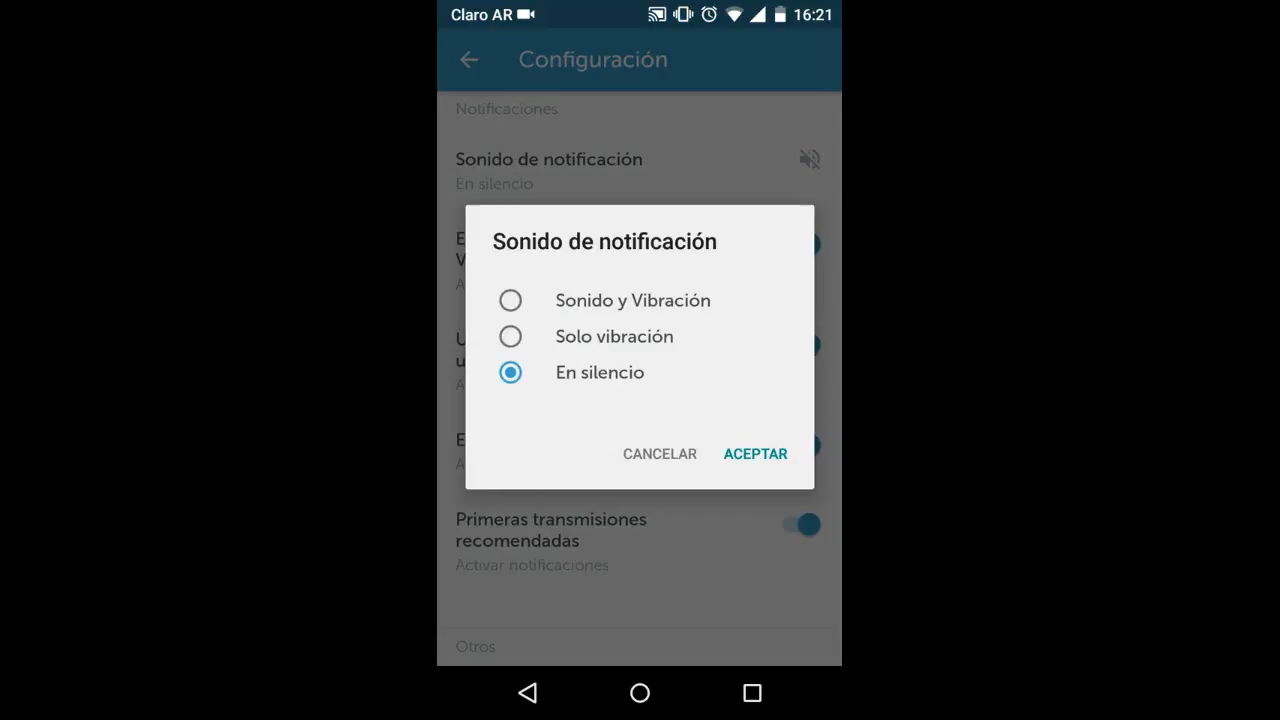 Claro AR
16:21
Configuración
Notificaciones
Sonido de notificación
En silencio
Sonido de notificación
Sonido y Vibración
Solo vibración
En silencio
CANCELAR ACEPTAR
Primeras transmisiones
recomendadas
Activar notificaciones
Otros